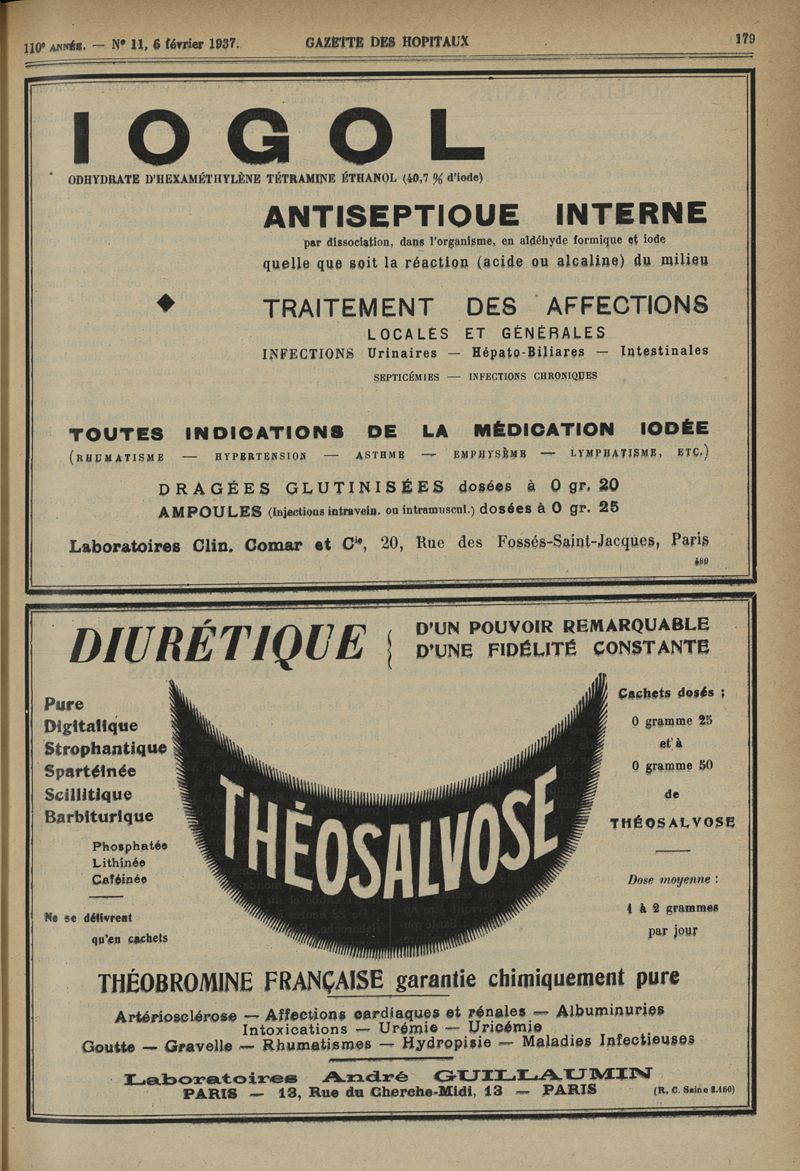 110e ANNÉE. — N° 11, 6 février 1937. GAZETTE DES HOPITAUX 179
IOGOL
ODHYDRATE D'HEXAMÉTHYLÈNE TÉTRAMINE ÉTHANOL (40,7 % d'iode)
ANTISEPTIQUE INTERNE
par dissociation, dans l'organisme, en aldéhyde formique et iode
quelle que soit la réaction (acide ou alcaline) du milieu
◆ TRAITEMENT DES AFFECTIONS
LOCALES ET GÉNÉRALES
INFECTIONS Urinaires — Hépato-Biliaires — Intestinales
SEPTICÉMIES — INFECTIONS CHRONIQUES
TOUTES INDICATIONS DE LA MÉDICATION IODÉE
(RHUMATISME — HYPERTENSION — ASTHME — EMPHYSÈME — LYMPHATISME, ETC.)
DRAGÉES GLUTINISÉES dosées à 0 gr. 20
AMPOULES (Injections intravein. ou intramuscul.) dosées à 0 gr. 25
Laboratoires Clin. Comar et Cie, 20, Rue des Fossés-Saint-Jacques, Paris
480
DIURÉTIQUE { D'UN POUVOIR REMARQUABLE
D'UNE FIDÉLITÉ CONSTANTE
Pure
Digitalique
Strophantique
Spartéinée
Scillitique
Barbiturique
Phosphatée
Lithinée
Caféinée
Ne se délivrent
qu'en cachets
THÉOSALVOSE
Cachets dosés :
0 gramme 25
et à
0 gramme 50
de
THÉOSALVOSE
Dose moyenne :
1 à 2 grammes
par jour
THÉOBROMINE FRANÇAISE garantie chimiquement pure
Artériosclérose — Affections cardiaques et rénales — Albuminuries
Intoxications — Urémie — Uricémie
Goutte — Gravelle — Rhumatismes — Hydropisie — Maladies Infectieuses
Laboratoires André GUILLAUMIN
PARIS — 13, Rue du Cherche-Midi, 13 — PARIS (R. C. Seine 2.160)